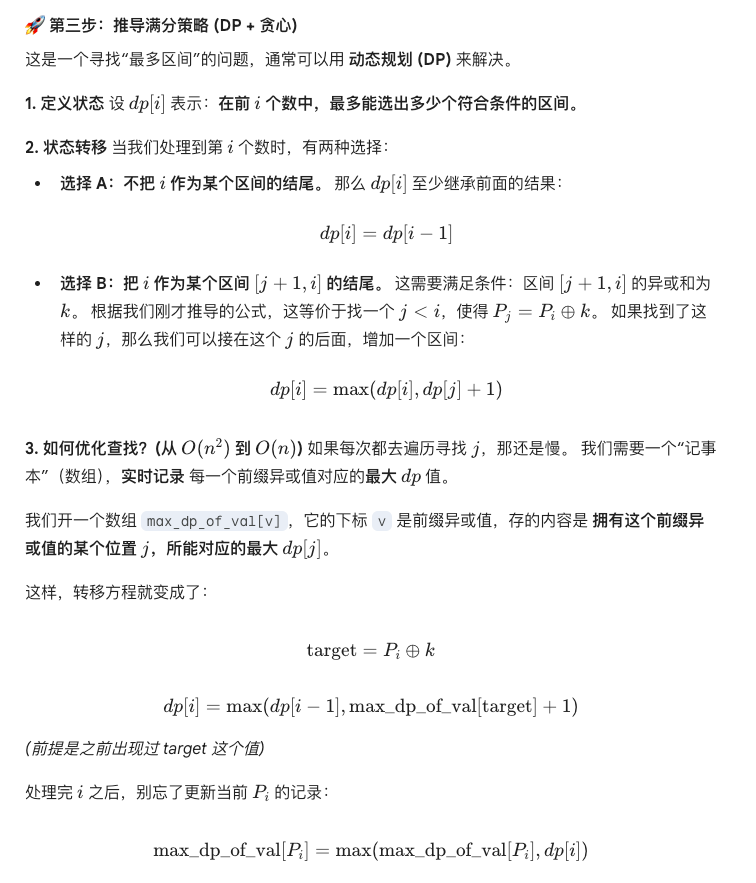 🚀 第三步：推导满分策略 (DP + 贪心)
这是一个寻找“最多区间”的问题，通常可以用 动态规划 (DP) 来解决。
1. 定义状态 设 dp[i] 表示：在前 i 个数中，最多能选出多少个符合条件的区间。
2. 状态转移 当我们处理到第 i 个数时，有两种选择：
• 选择 A：不把 i 作为某个区间的结尾。 那么 dp[i] 至少继承前面的结果：
dp[i] = dp[i − 1]
• 选择 B：把 i 作为某个区间 [j + 1, i] 的结尾。 这需要满足条件：区间 [j + 1, i] 的异或和为
k。 根据我们刚才推导的公式，这等价于找一个 j < i，使得 P_j = P_i ⊕ k。 如果找到了这
样的 j，那么我们可以接在这个 j 的后面，增加一个区间：
dp[i] = max(dp[i], dp[j] + 1)
3. 如何优化查找？(从 O(n²) 到 O(n)) 如果每次都去遍历寻找 j，那还是慢。 我们需要一个“记事
本”（数组），实时记录 每一个前缀异或值对应的最大 dp 值。
我们开一个数组 max_dp_of_val[v]，它的下标 v 是前缀异或值，存的内容是 拥有这个前缀异
或值的某个位置 j，所能对应的最大 dp[j]。
这样，转移方程就变成了：
target = P_i ⊕ k
dp[i] = max(dp[i − 1], max_dp_of_val[target] + 1)
(前提是之前出现过 target 这个值)
处理完 i 之后，别忘了更新当前 P_i 的记录：
max_dp_of_val[P_i] = max(max_dp_of_val[P_i], dp[i])